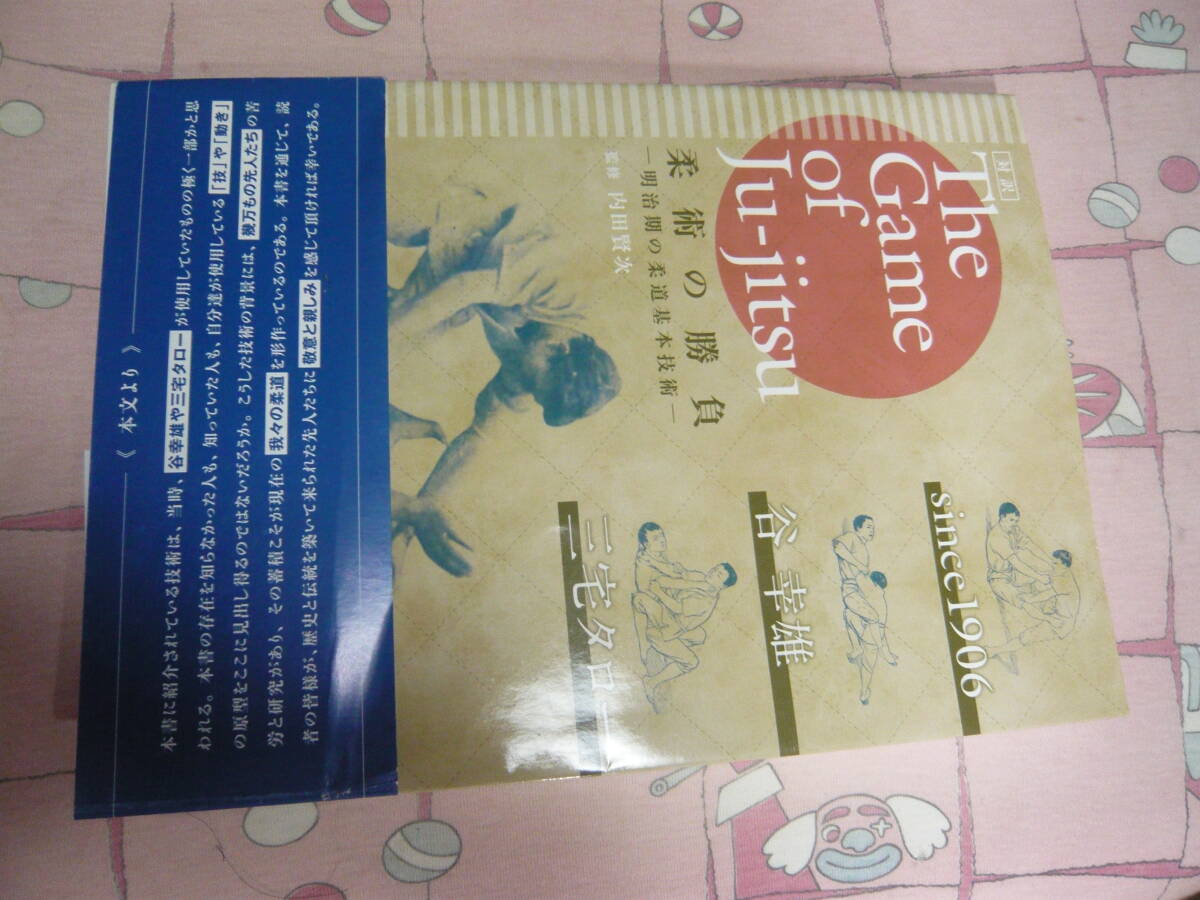 対訳
The
Game
of
Ju-jitsu
柔術の勝負
―明治期の柔道基本技術―
監修 内田賢次
since1906
谷 幸雄
三宅タロー
《 本文より 》
本書に紹介されている技術は、当時、谷幸雄や三宅タローが使用していたものの極く一部かと思
われる。本書の存在を知らなかった人も、知っていた人も、自分達が使用している「技」や「動き」
の原型をここに見出し得るのではないだろうか。こうした技術の背景には、幾万もの先人たちの苦
労と研究があり、その蓄積こそが現在の我々の柔道を形作っているのである。本書を通じて、読
者の皆様が、歴史と伝統を築いて来られた先人たちに敬意と親しみを感じて頂ければ幸いである。